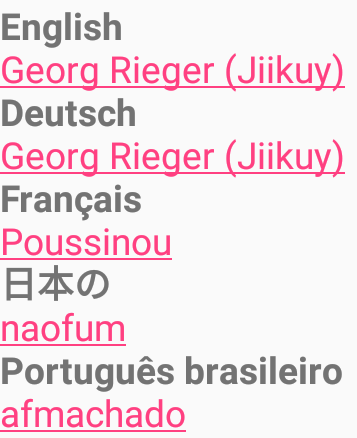 English
Georg Rieger (Jiikuy)
Deutsch
Georg Rieger (Jiikuy)
Français
Poussinou
日本の
naofum
Português brasileiro
afmachado